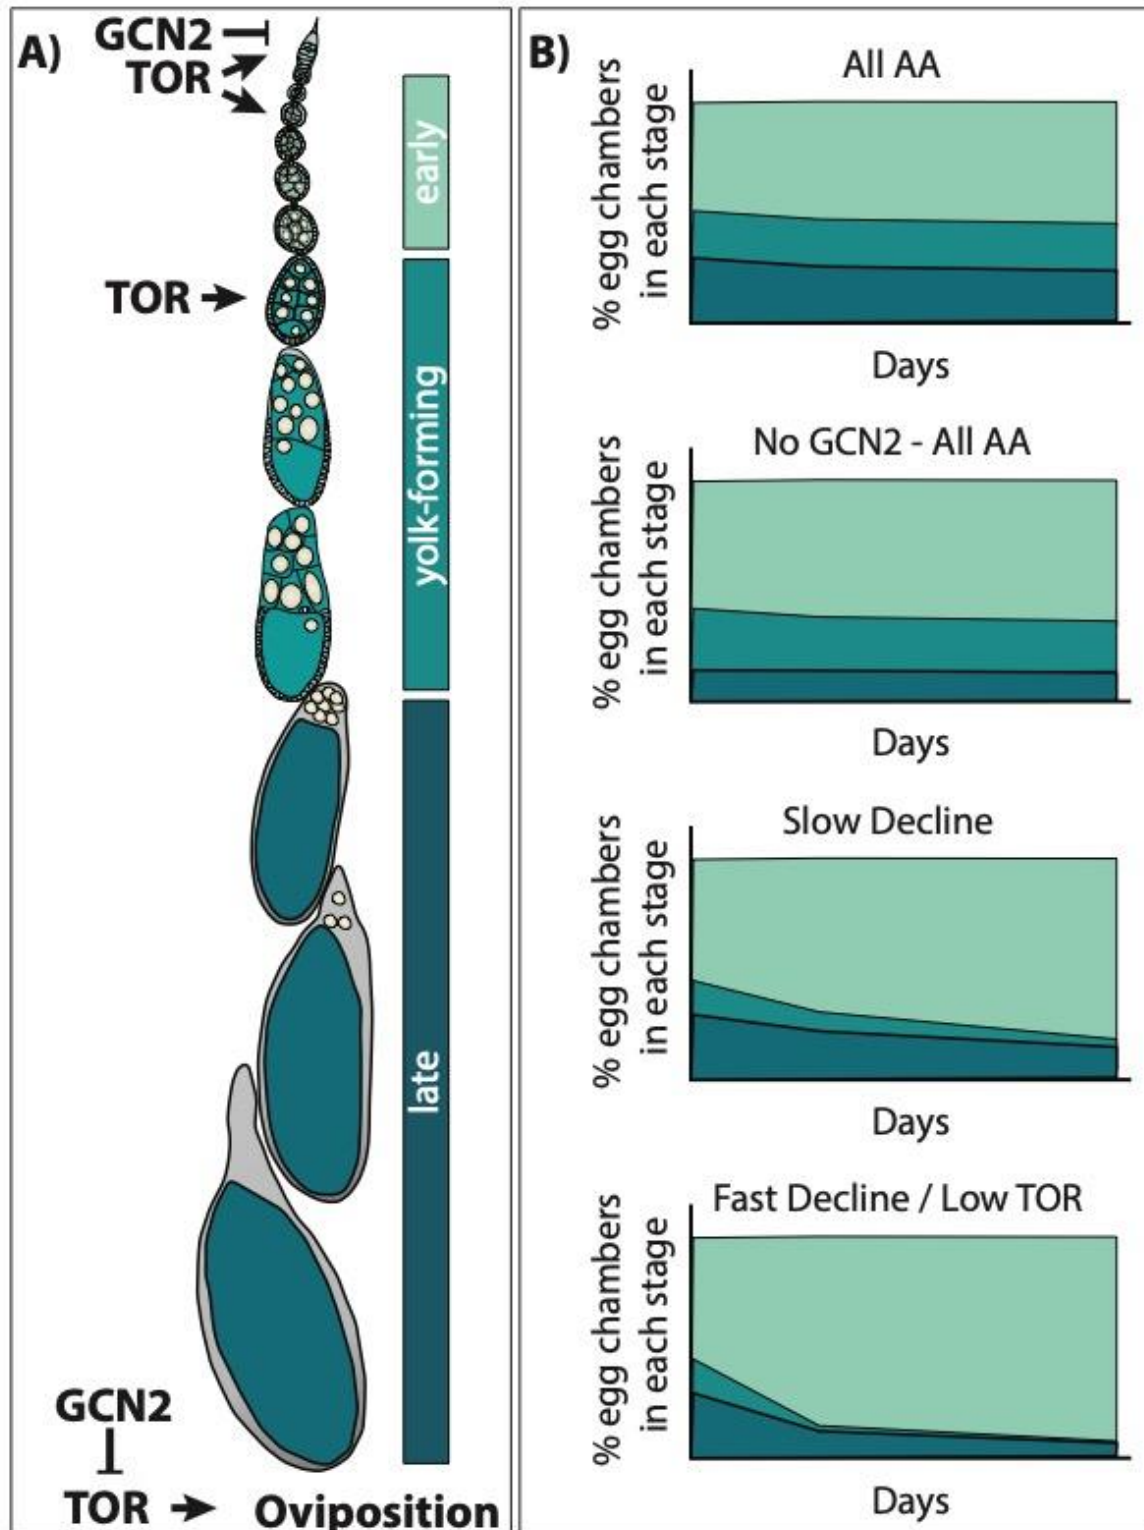 A)
GCN2
TOR
early
TOR
yolk-forming
late
GCN2
TOR
Oviposition
B)
All AA
% egg chambers
in each stage
Days
No GCN2 - All AA
% egg chambers
in each stage
Days
Slow Decline
% egg chambers
in each stage
Days
Fast Decline / Low TOR
% egg chambers
in each stage
Days